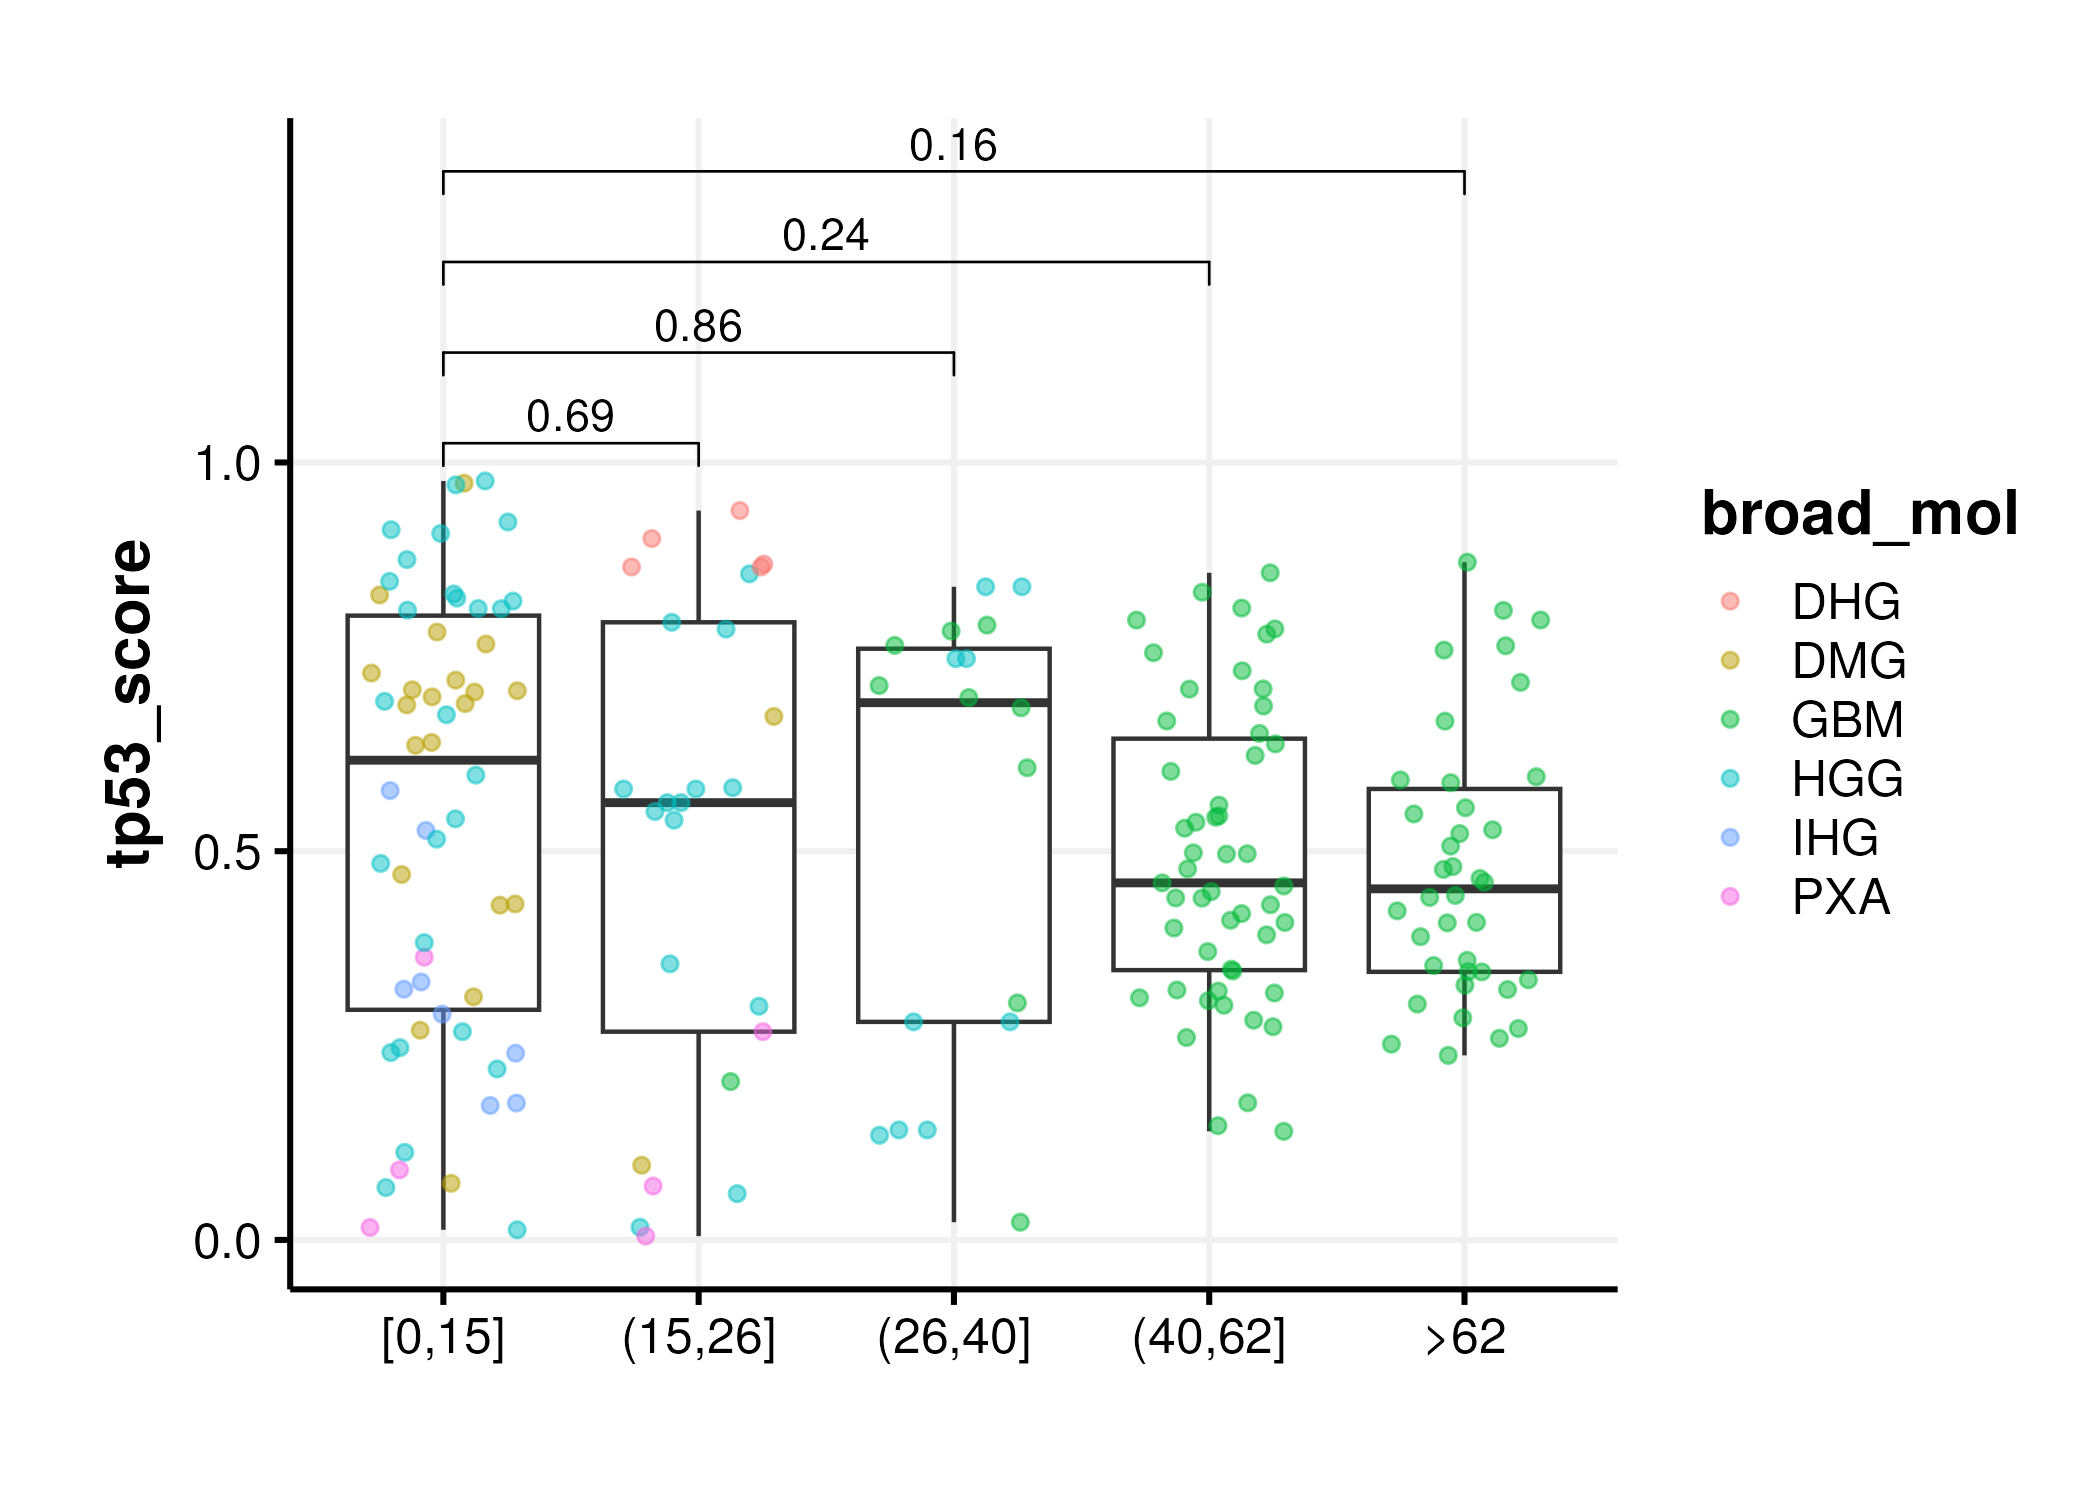 0.16
0.24
0.86
0.69
1.0
0.5
0.0
tp53_score
[0,15]
(15,26]
(26,40]
(40,62]
>62
broad_mol
DHG
DMG
GBM
HGG
IHG
PXA